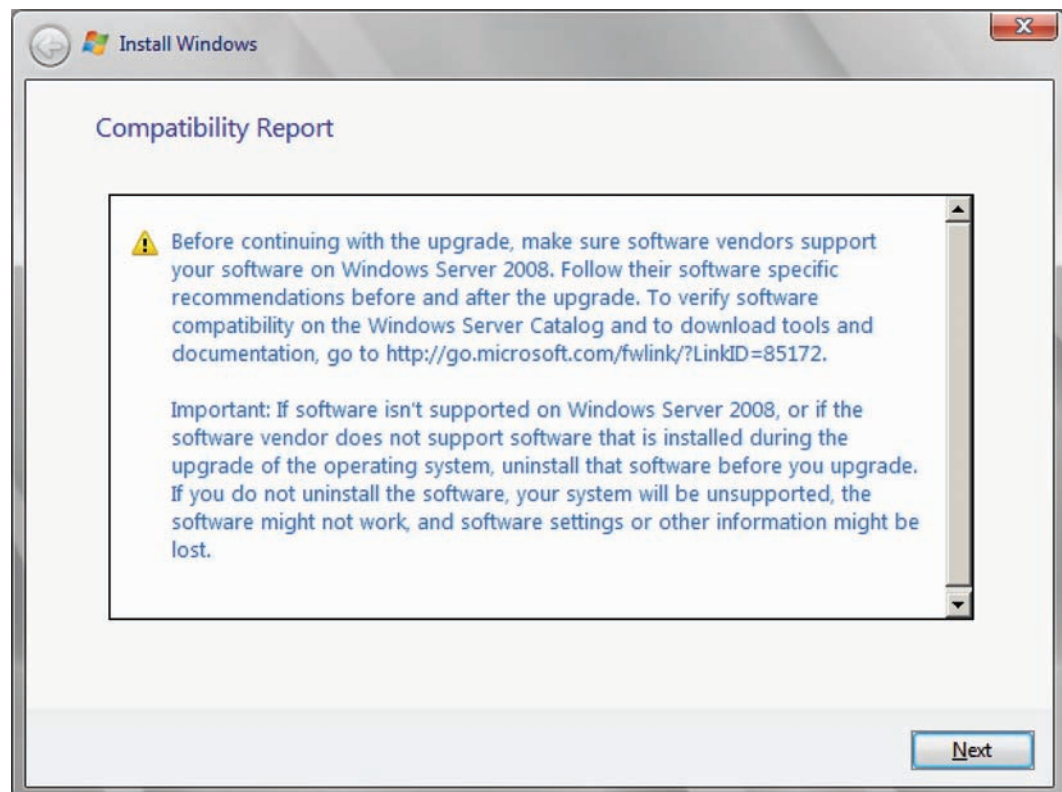 Install Windows
Compatibility Report
Before continuing with the upgrade, make sure software vendors support
your software on Windows Server 2008. Follow their software specific
recommendations before and after the upgrade. To verify software
compatibility on the Windows Server Catalog and to download tools and
documentation, go to http://go.microsoft.com/fwlink/?LinkID=85172.
Important: If software isn't supported on Windows Server 2008, or if the
software vendor does not support software that is installed during the
upgrade of the operating system, uninstall that software before you upgrade.
If you do not uninstall the software, your system will be unsupported, the
software might not work, and software settings or other information might be
lost.
Next